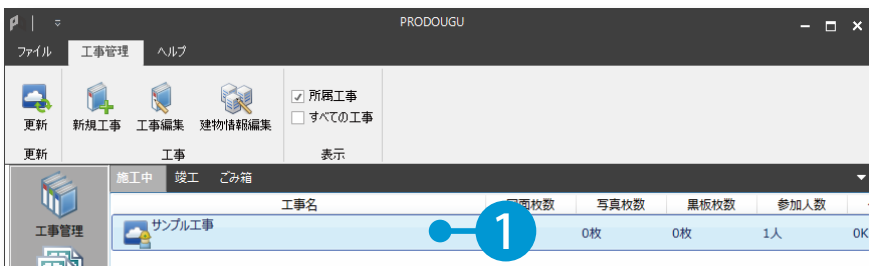 PRODOUGU
ファイル 工事管理 ヘルプ
更新 新規工事 工事編集 建物情報編集
所属工事
すべての工事
更新 工事 表示
施工中 竣工 ごみ箱
工事管理
工事名 図面枚数 写真枚数 黒板枚数 参加人数
サンプル工事 1 0枚 0枚 1人